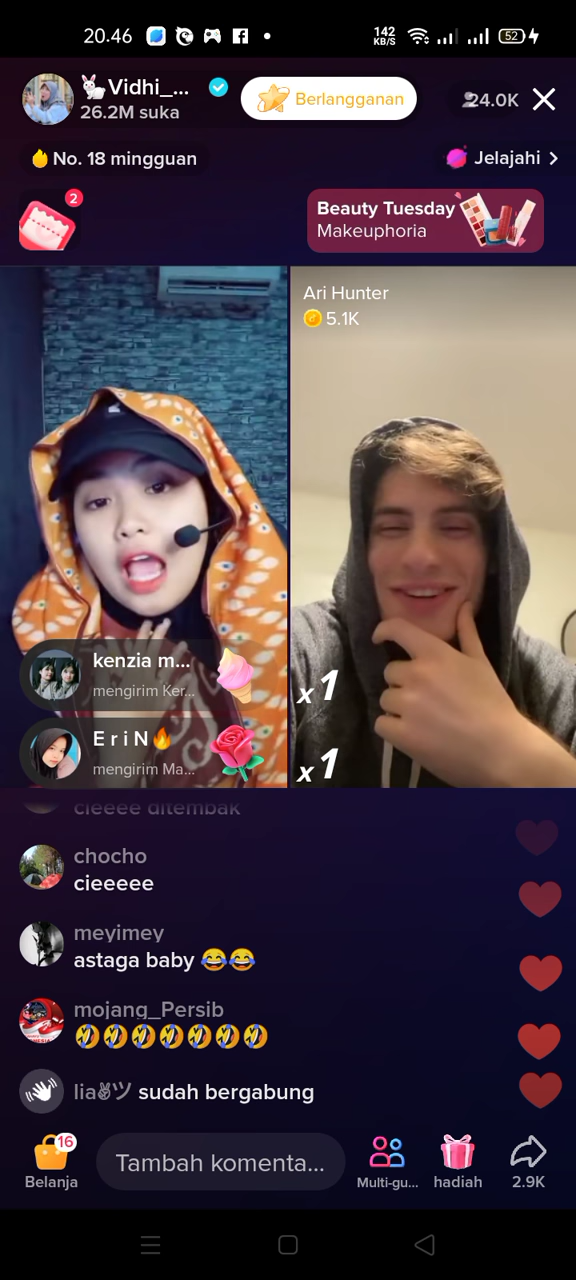 20.46
142
KB/S
52
Vidhi_...
26.2M suka
Berlangganan
24.0K
No. 18 mingguan
Jelajahi
2
Beauty Tuesday
Makeuphoria
Ari Hunter
5.1K
kenzia m...
mengirim Ker...
x1
E r i N🔥
mengirim Ma...
x1
cieeee ditembak
chocho
cieeeee
meyimey
astaga baby 😂😂
mojang_Persib
🤣🤣🤣🤣🤣🤣🤣
lia✌ツ sudah bergabung
16
Belanja
Tambah komenta...
Multi-gu...
hadiah
2.9K